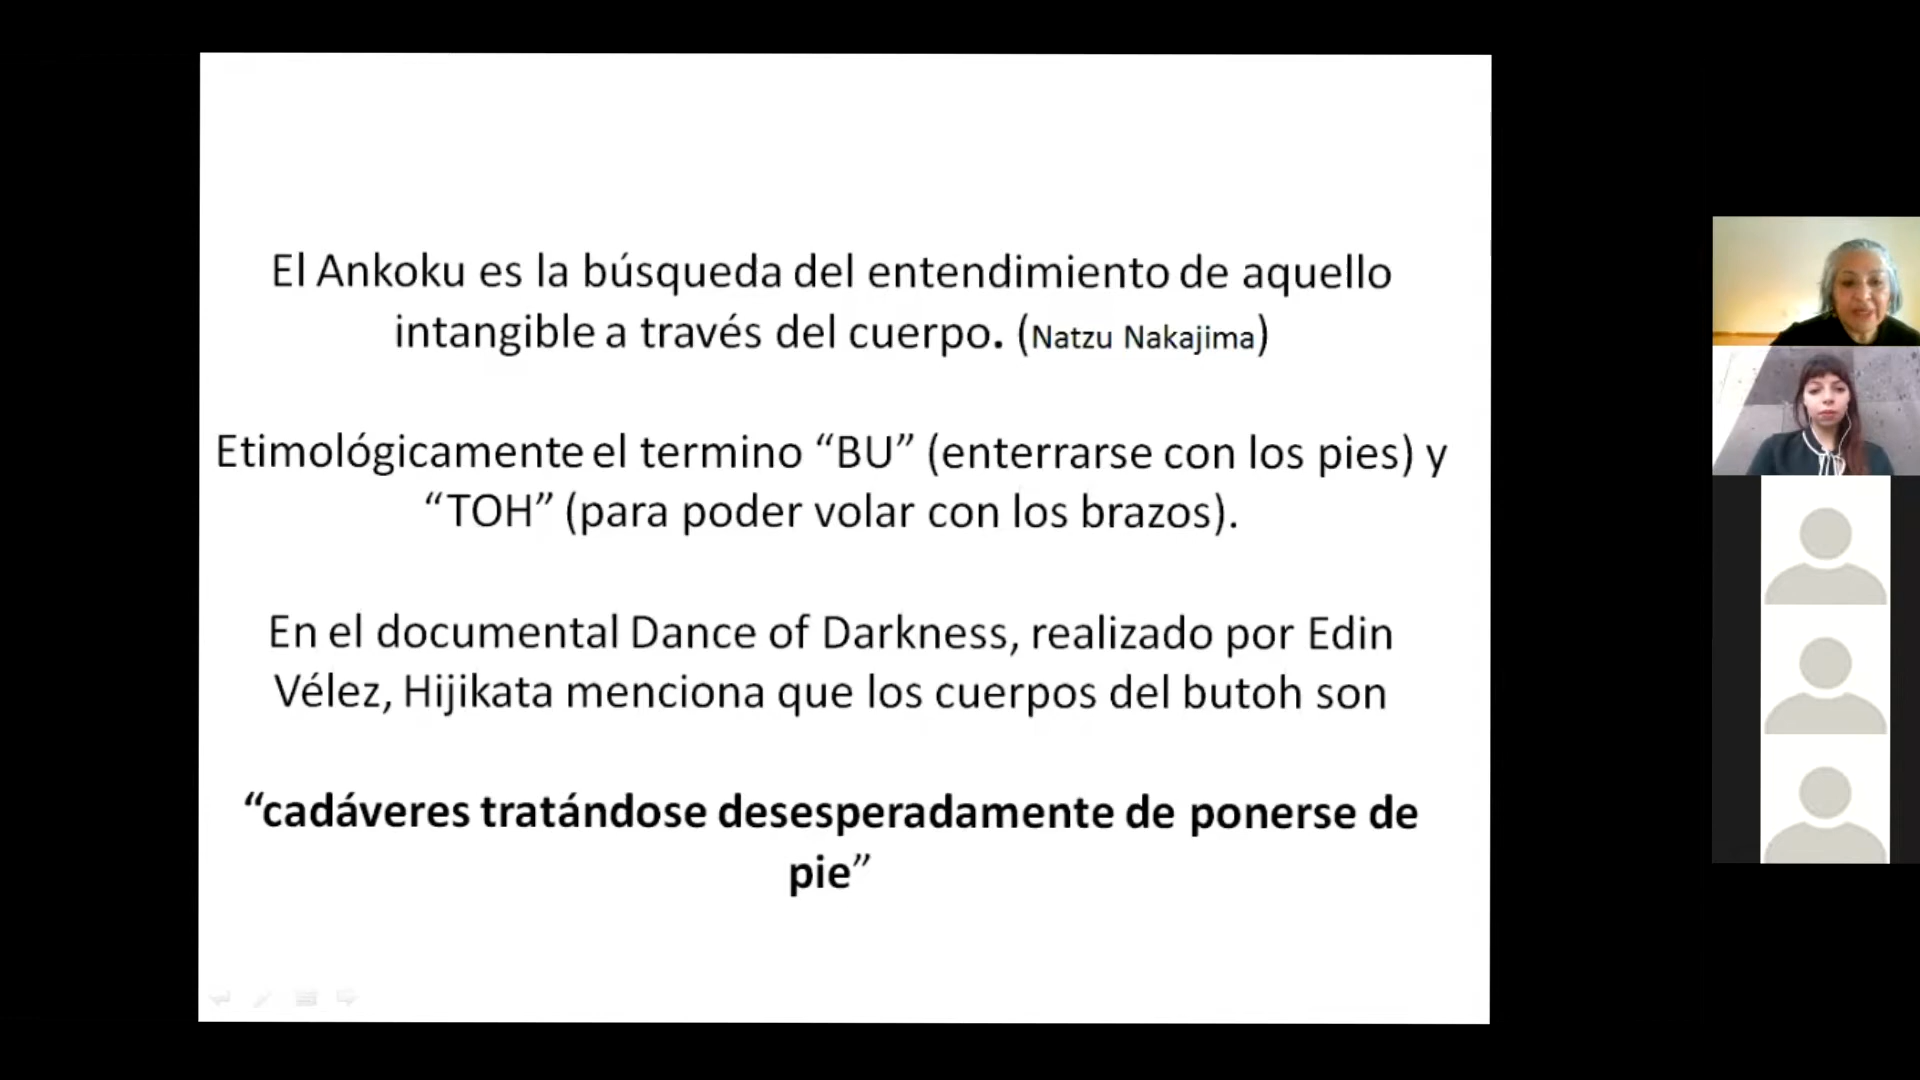 El Ankoku es la búsqueda del entendimiento de aquello
intangible a través del cuerpo. (Natzu Nakajima)
Etimológicamente el termino “BU” (enterrarse con los pies) y
“TOH” (para poder volar con los brazos).
En el documental Dance of Darkness, realizado por Edin
Vélez, Hijikata menciona que los cuerpos del butoh son
“cadáveres tratándose desesperadamente de ponerse de
pie”